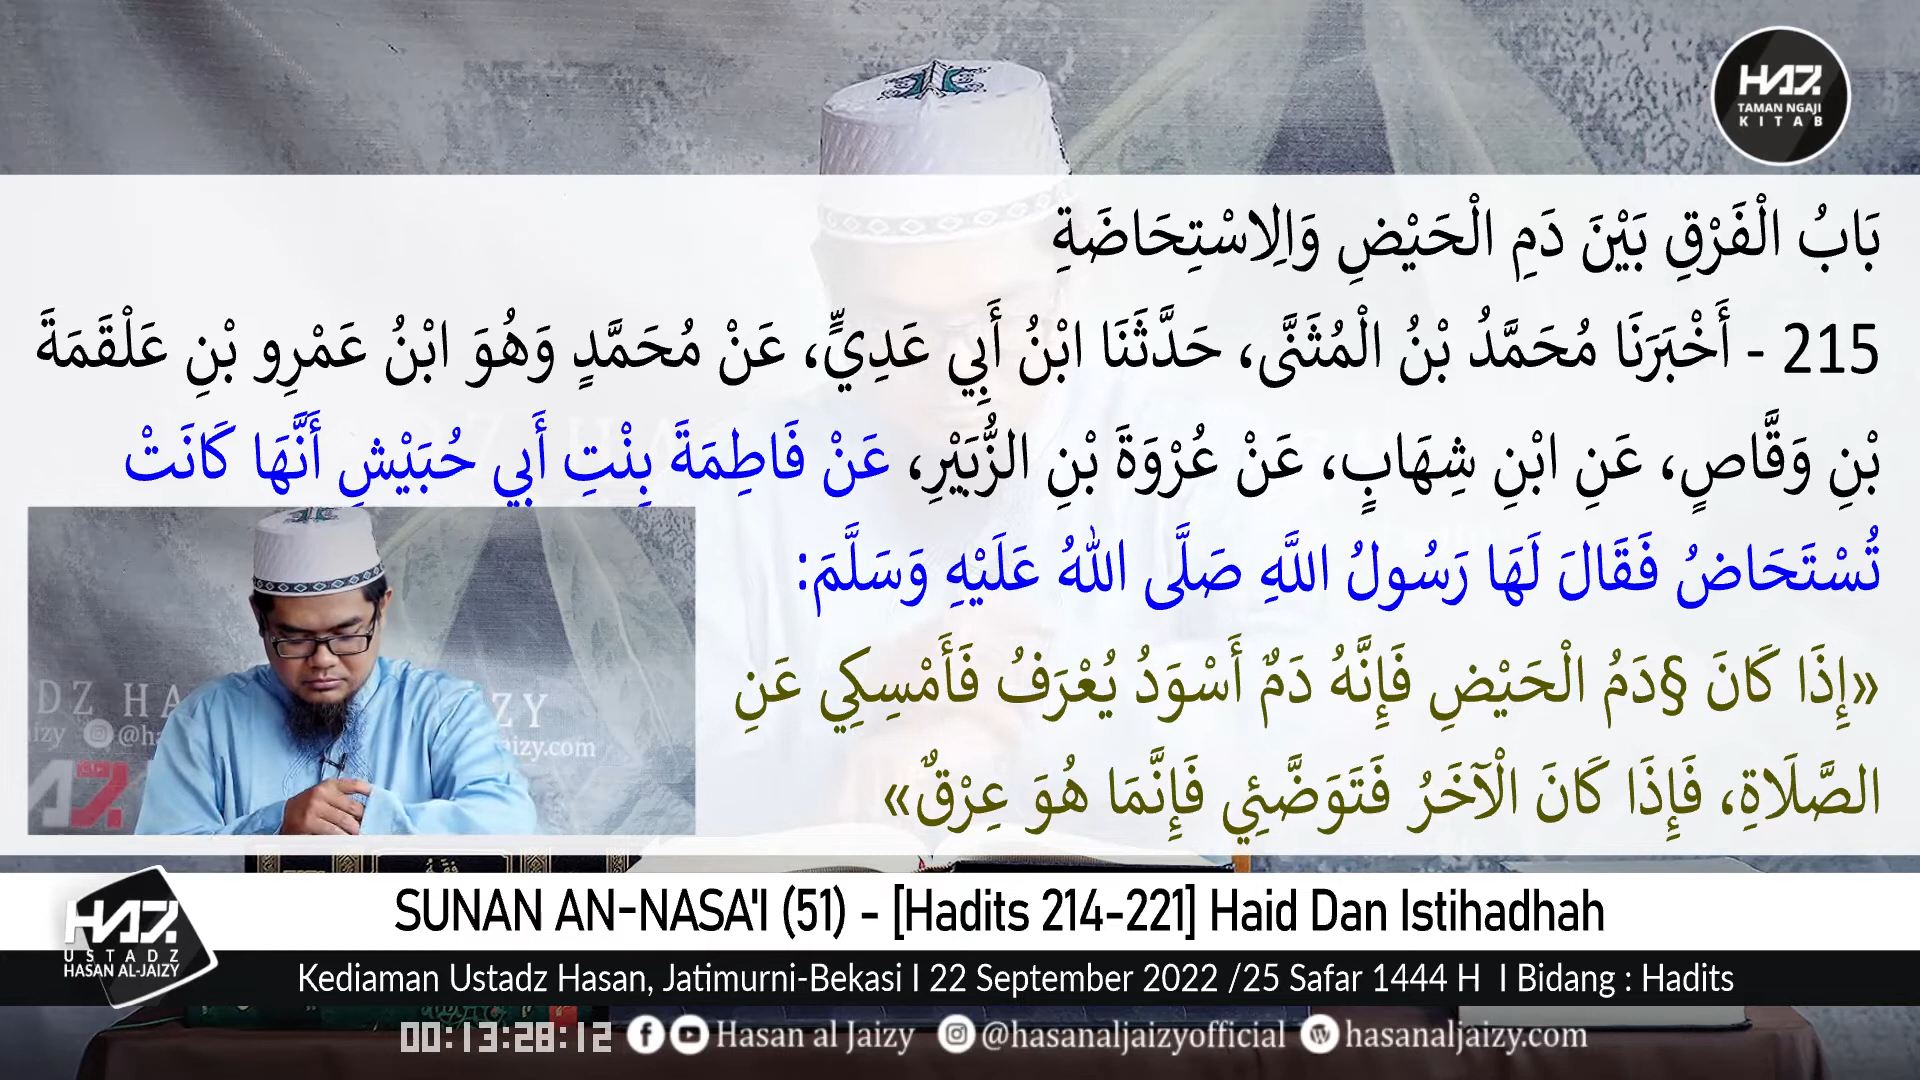 HAZ
TAMAN NGAJI
KITAB
بَابُ الْفَرْقِ بَيْنَ دَمِ الْحَيْضِ وَالِاسْتِحَاضَةِ
215 - أَخْبَرَنَا مُحَمَّدُ بْنُ الْمُثَنَّى، حَدَّثَنَا ابْنُ أَبِي عَدِيٍّ، عَنْ مُحَمَّدٍ وَهُوَ ابْنُ عَمْرِو بْنِ عَلْقَمَةَ
بْنِ وَقَّاصٍ، عَنِ ابْنِ شِهَابٍ، عَنْ عُرْوَةَ بْنِ الزُّبَيْرِ، عَنْ فَاطِمَةَ بِنْتِ أَبِي حُبَيْشٍ أَنَّهَا كَانَتْ
تُسْتَحَاضُ فَقَالَ لَهَا رَسُولُ اللَّهِ صَلَّى اللهُ عَلَيْهِ وَسَلَّمَ:
«إِذَا كَانَ §دَمُ الْحَيْضِ فَإِنَّهُ دَمٌ أَسْوَدُ يُعْرَفُ فَأَمْسِكِي عَنِ
الصَّلَاةِ، فَإِذَا كَانَ الْآخَرُ فَتَوَضَّئِي فَإِنَّمَا هُوَ عِرْقٌ»
SUNAN AN-NASA'I (51) - [Hadits 214-221] Haid Dan Istihadhah
HAZ
USTADZ
HASAN AL-JAIZY
Kediaman Ustadz Hasan, Jatimurni-Bekasi I 22 September 2022 /25 Safar 1444 H I Bidang : Hadits
00:13:28:12 Hasan al Jaizy @hasanaljaizyofficial hasanaljaizy.com